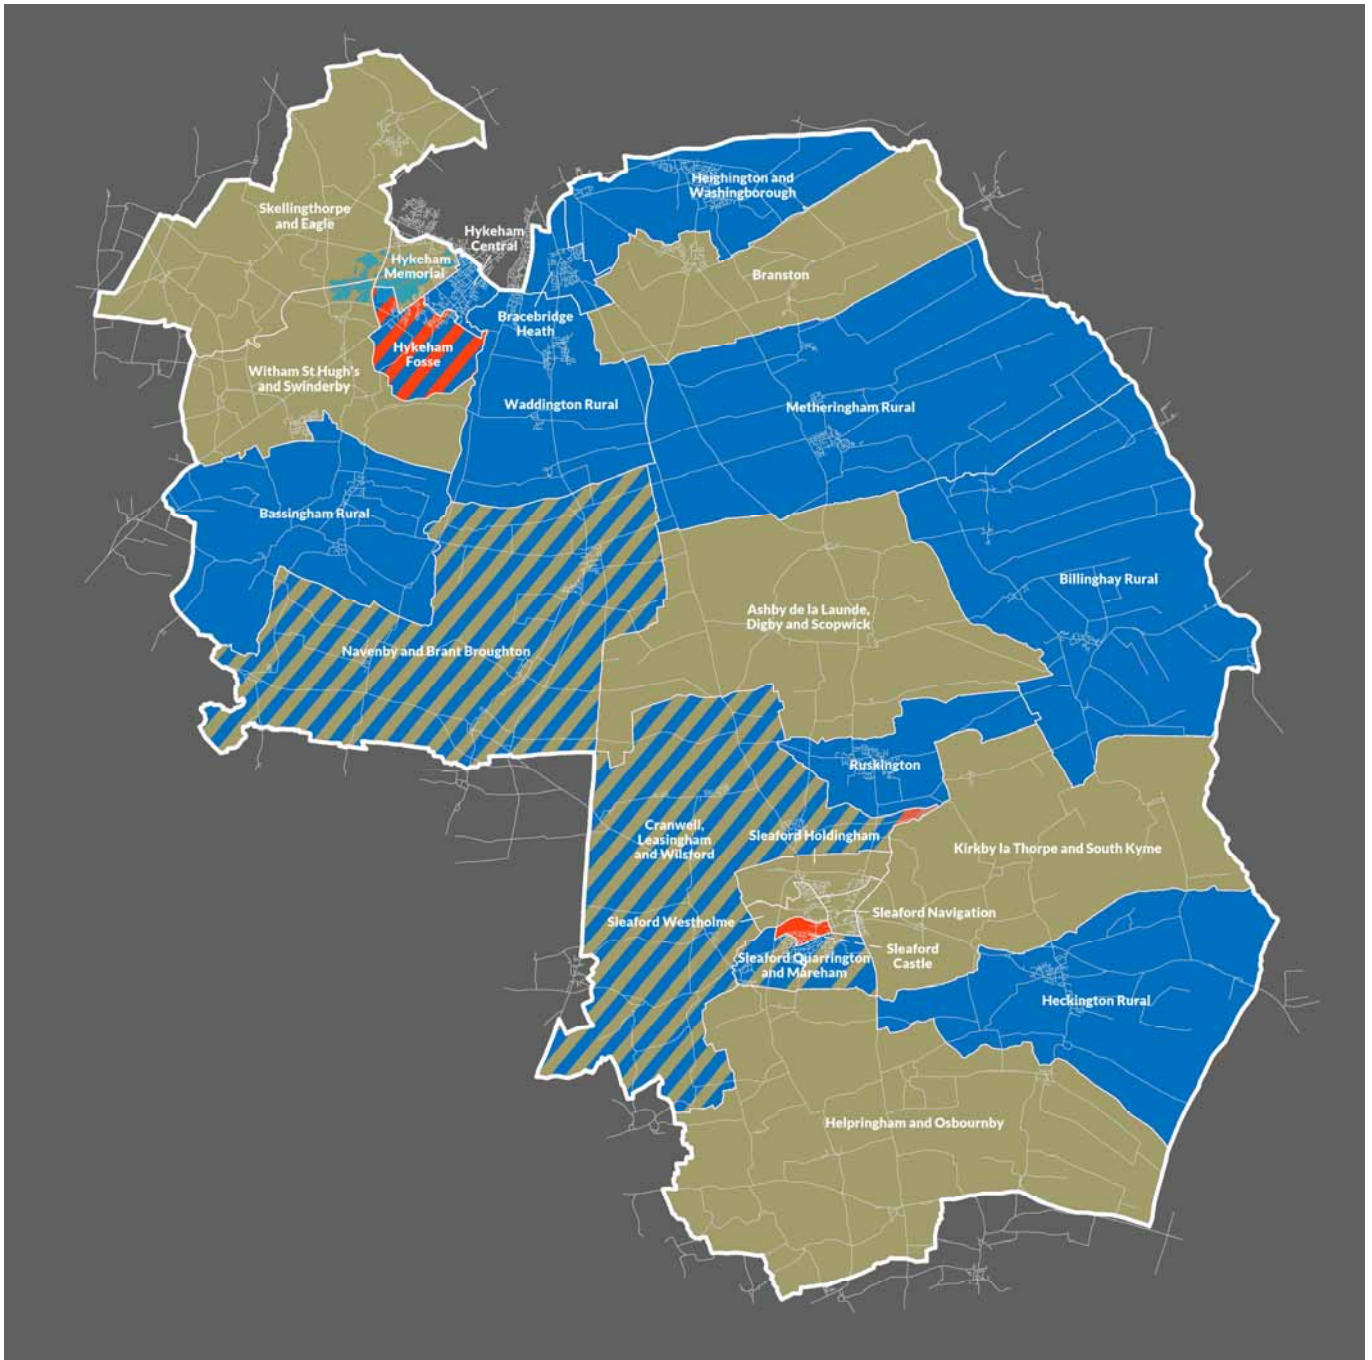 Heighington and
Washingborough
Skellingthorpe
and Eagle
Hykeham
Central
Hykeham
Memorial
Branston
Bracebridge
Heath
Hykeham
Fosse
Witham St Hugh's
and Swinderby
Waddington Rural
Metheringham Rural
Bassingham Rural
Billinghay Rural
Ashby de la Launde,
Digby and Scopwick
Navenby and Brant Broughton
Ruskington
Cranwell,
Leasingham
and Wilsford
Sleaford Holdingham
Kirkby la Thorpe and South Kyme
Sleaford Westholme
Sleaford Navigation
Sleaford
Castle
Sleaford Quarrington
and Mareham
Heckington Rural
Helpringham and Osbournby